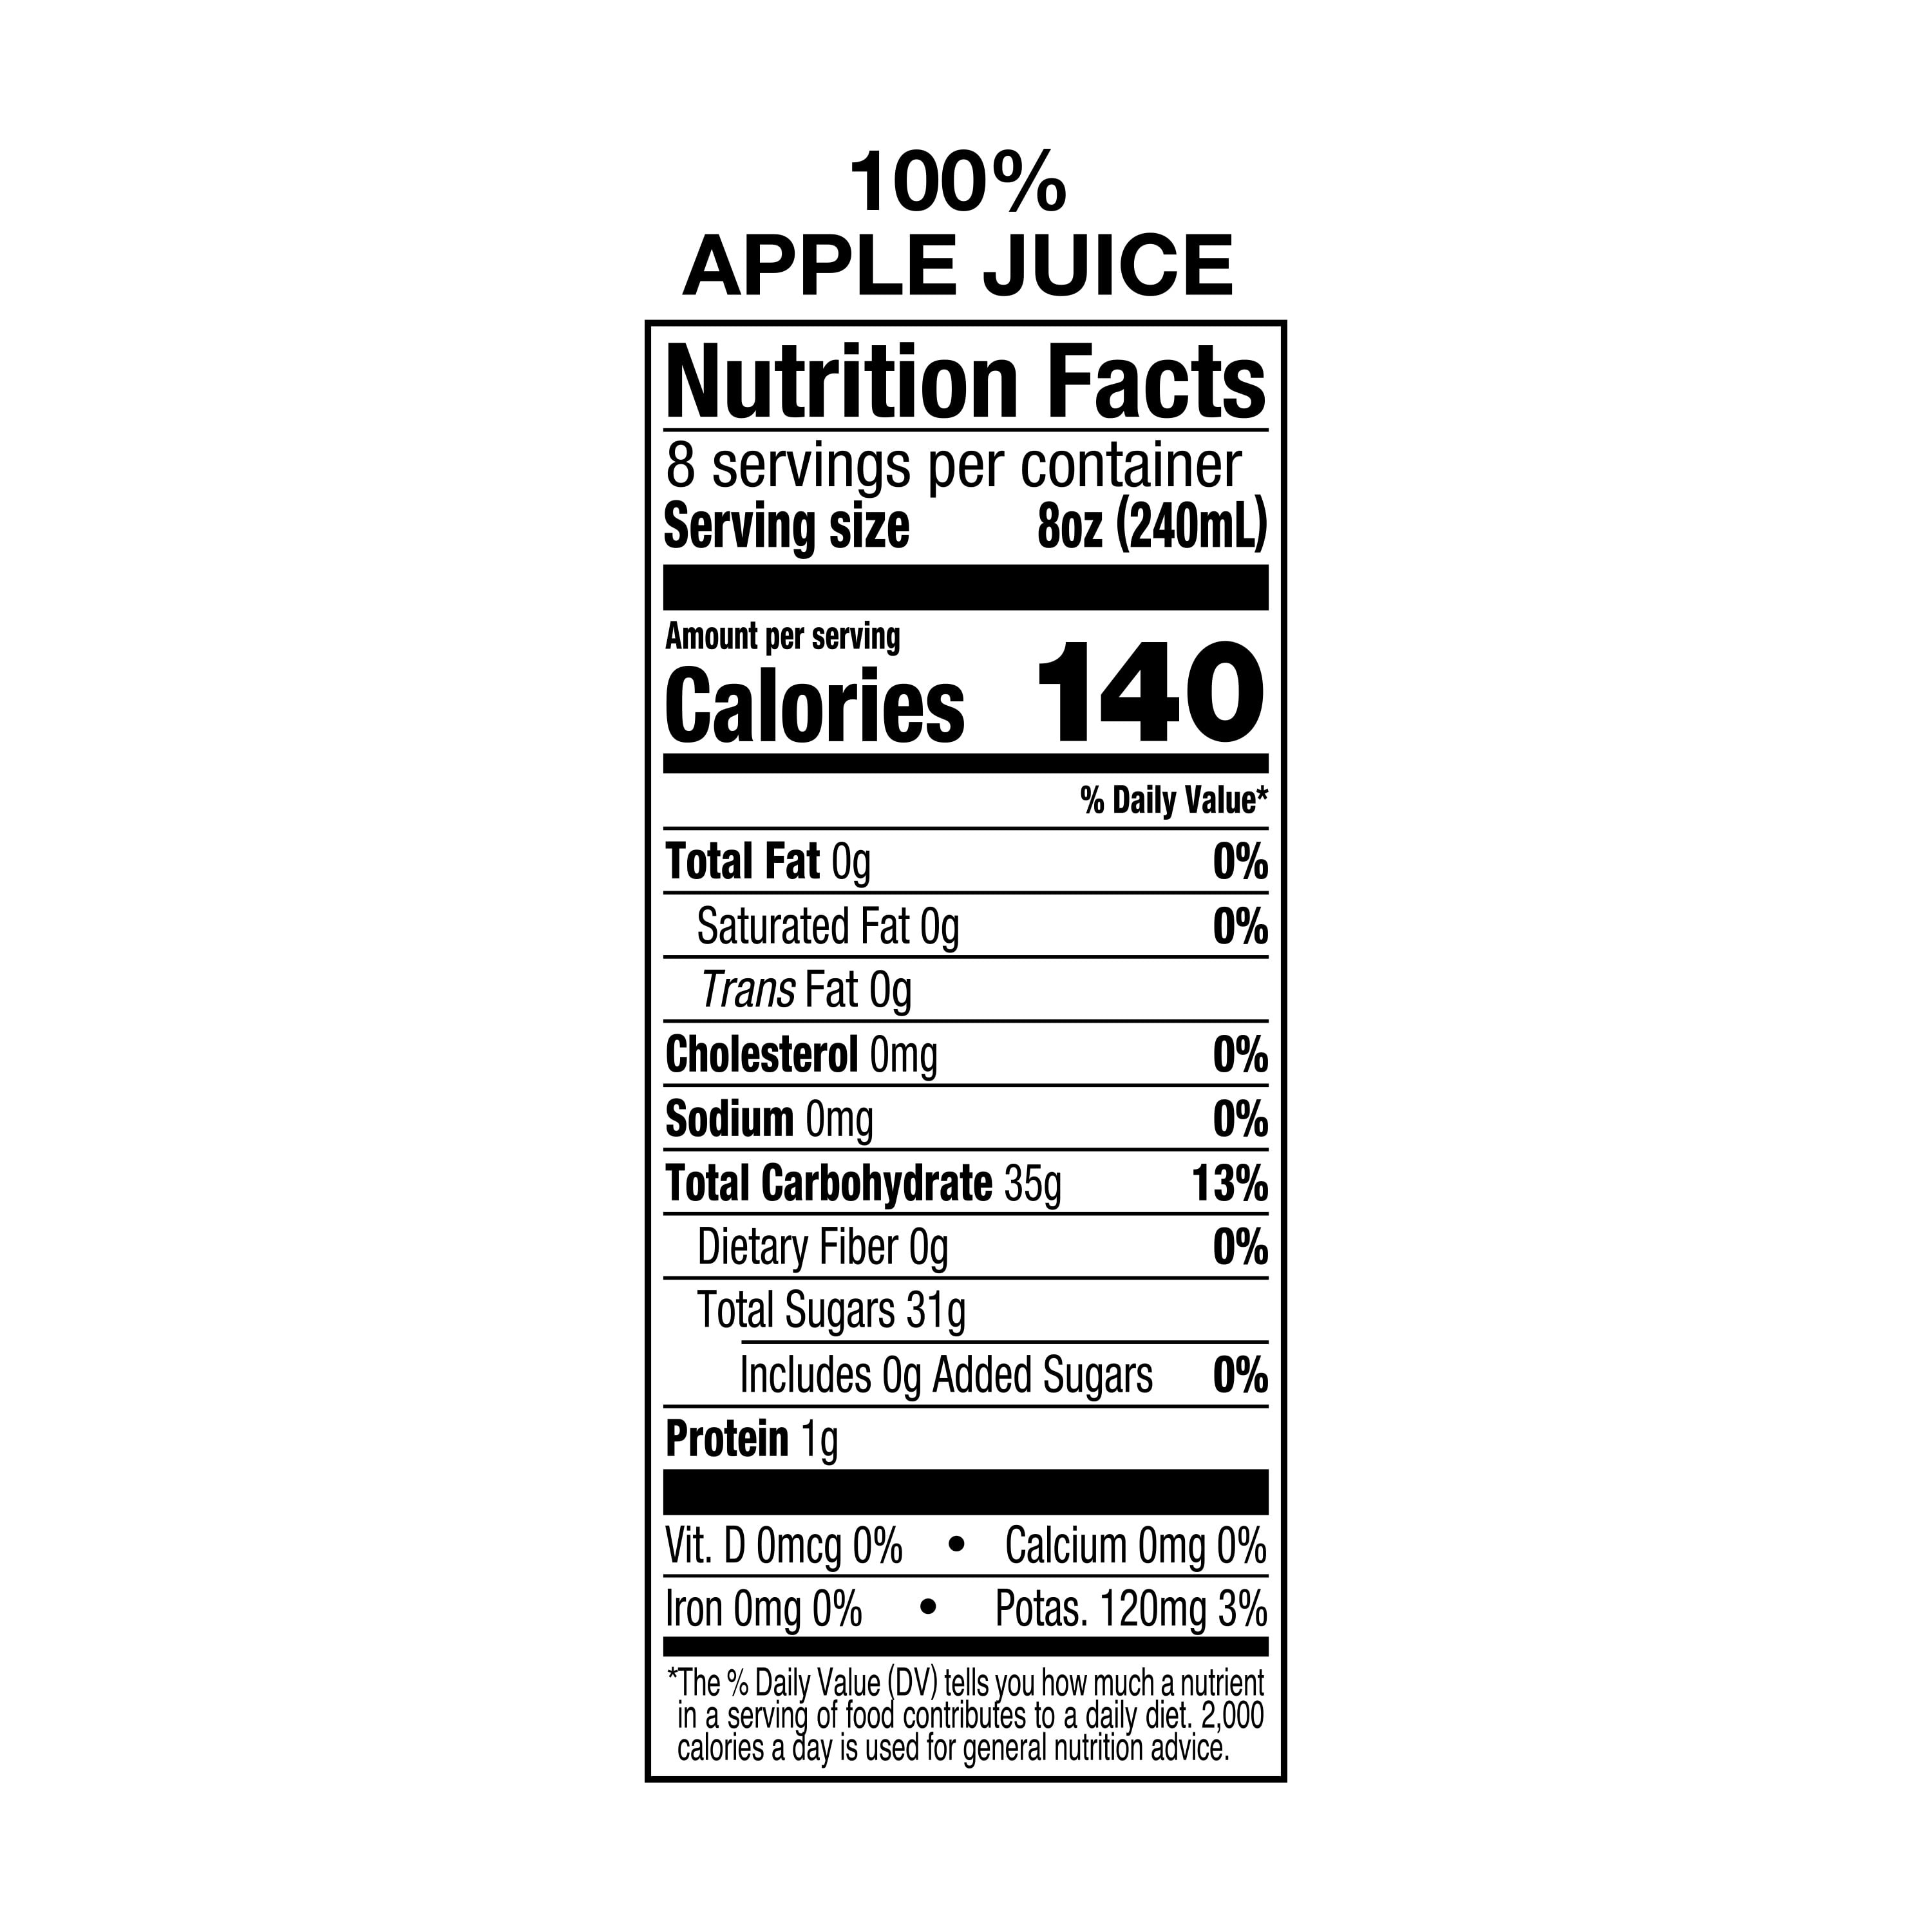 100%
APPLE JUICE
Nutrition Facts
8 servings per container
Serving size 8oz (240mL)
Amount per serving
Calories 140
% Daily Value*
Total Fat 0g 0%
Saturated Fat 0g 0%
Trans Fat 0g
Cholesterol 0mg 0%
Sodium 0mg 0%
Total Carbohydrate 35g 13%
Dietary Fiber 0g 0%
Total Sugars 31g
Includes 0g Added Sugars 0%
Protein 1g
Vit. D 0mcg 0% • Calcium 0mg 0%
Iron 0mg 0% • Potas. 120mg 3%
*The % Daily Value (DV) tells you how much a nutrient
in a serving of food contributes to a daily diet. 2,000
calories a day is used for general nutrition advice.